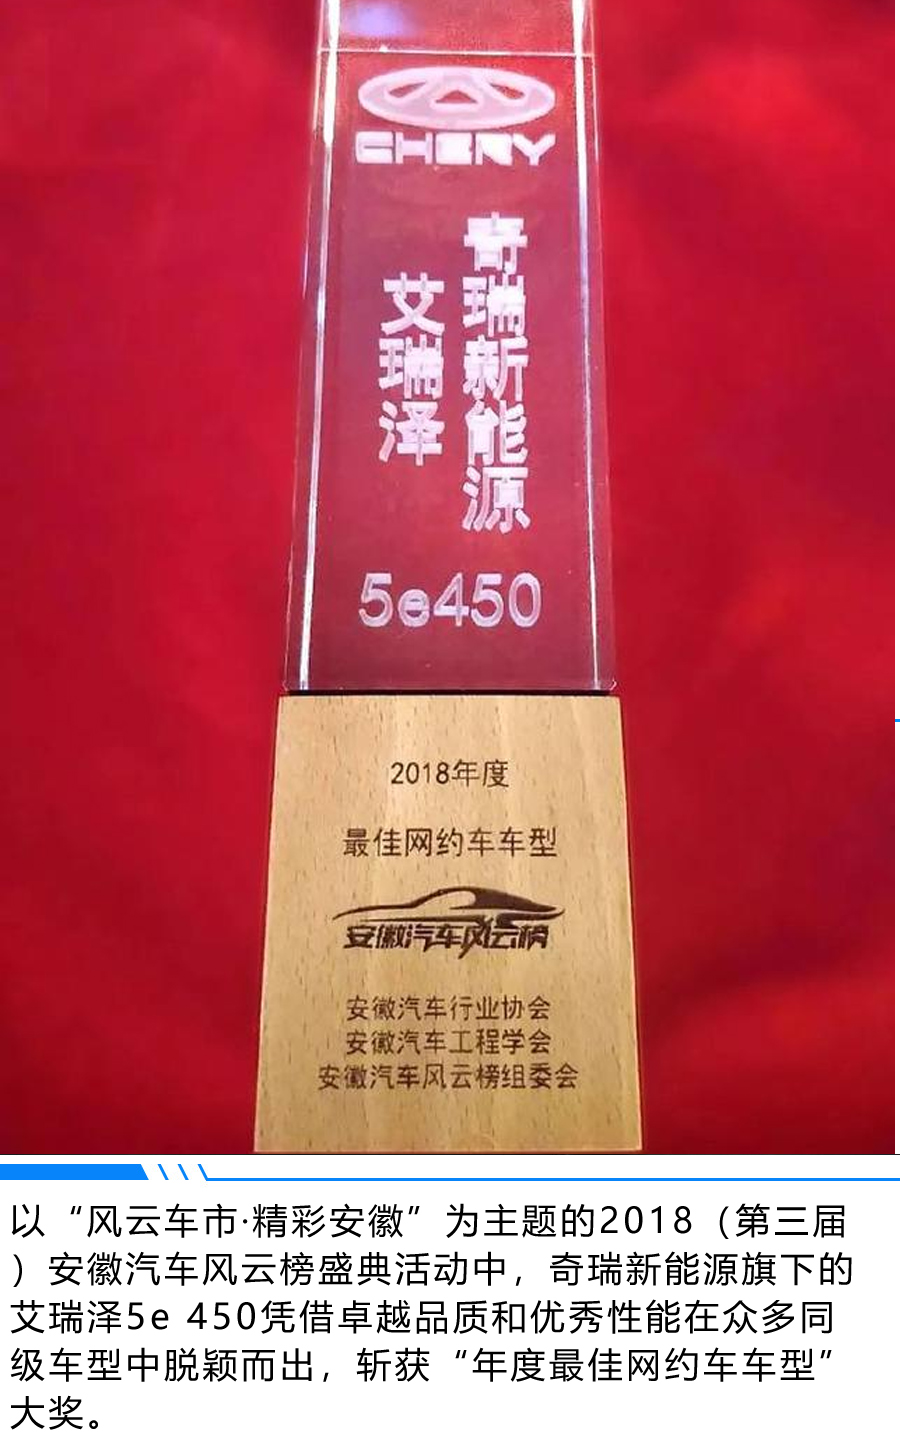 CHERY
奇瑞新能源
艾瑞泽
5e450
2018年度
最佳网约车车型
安徽汽车风云榜
安徽汽车行业协会
安徽汽车工程学会
安徽汽车风云榜组委会
以“风云车市·精彩安徽”为主题的2018（第三届
）安徽汽车风云榜盛典活动中，奇瑞新能源旗下的
艾瑞泽5e 450凭借卓越品质和优秀性能在众多同
级车型中脱颖而出，斩获“年度最佳网约车车型”
大奖。